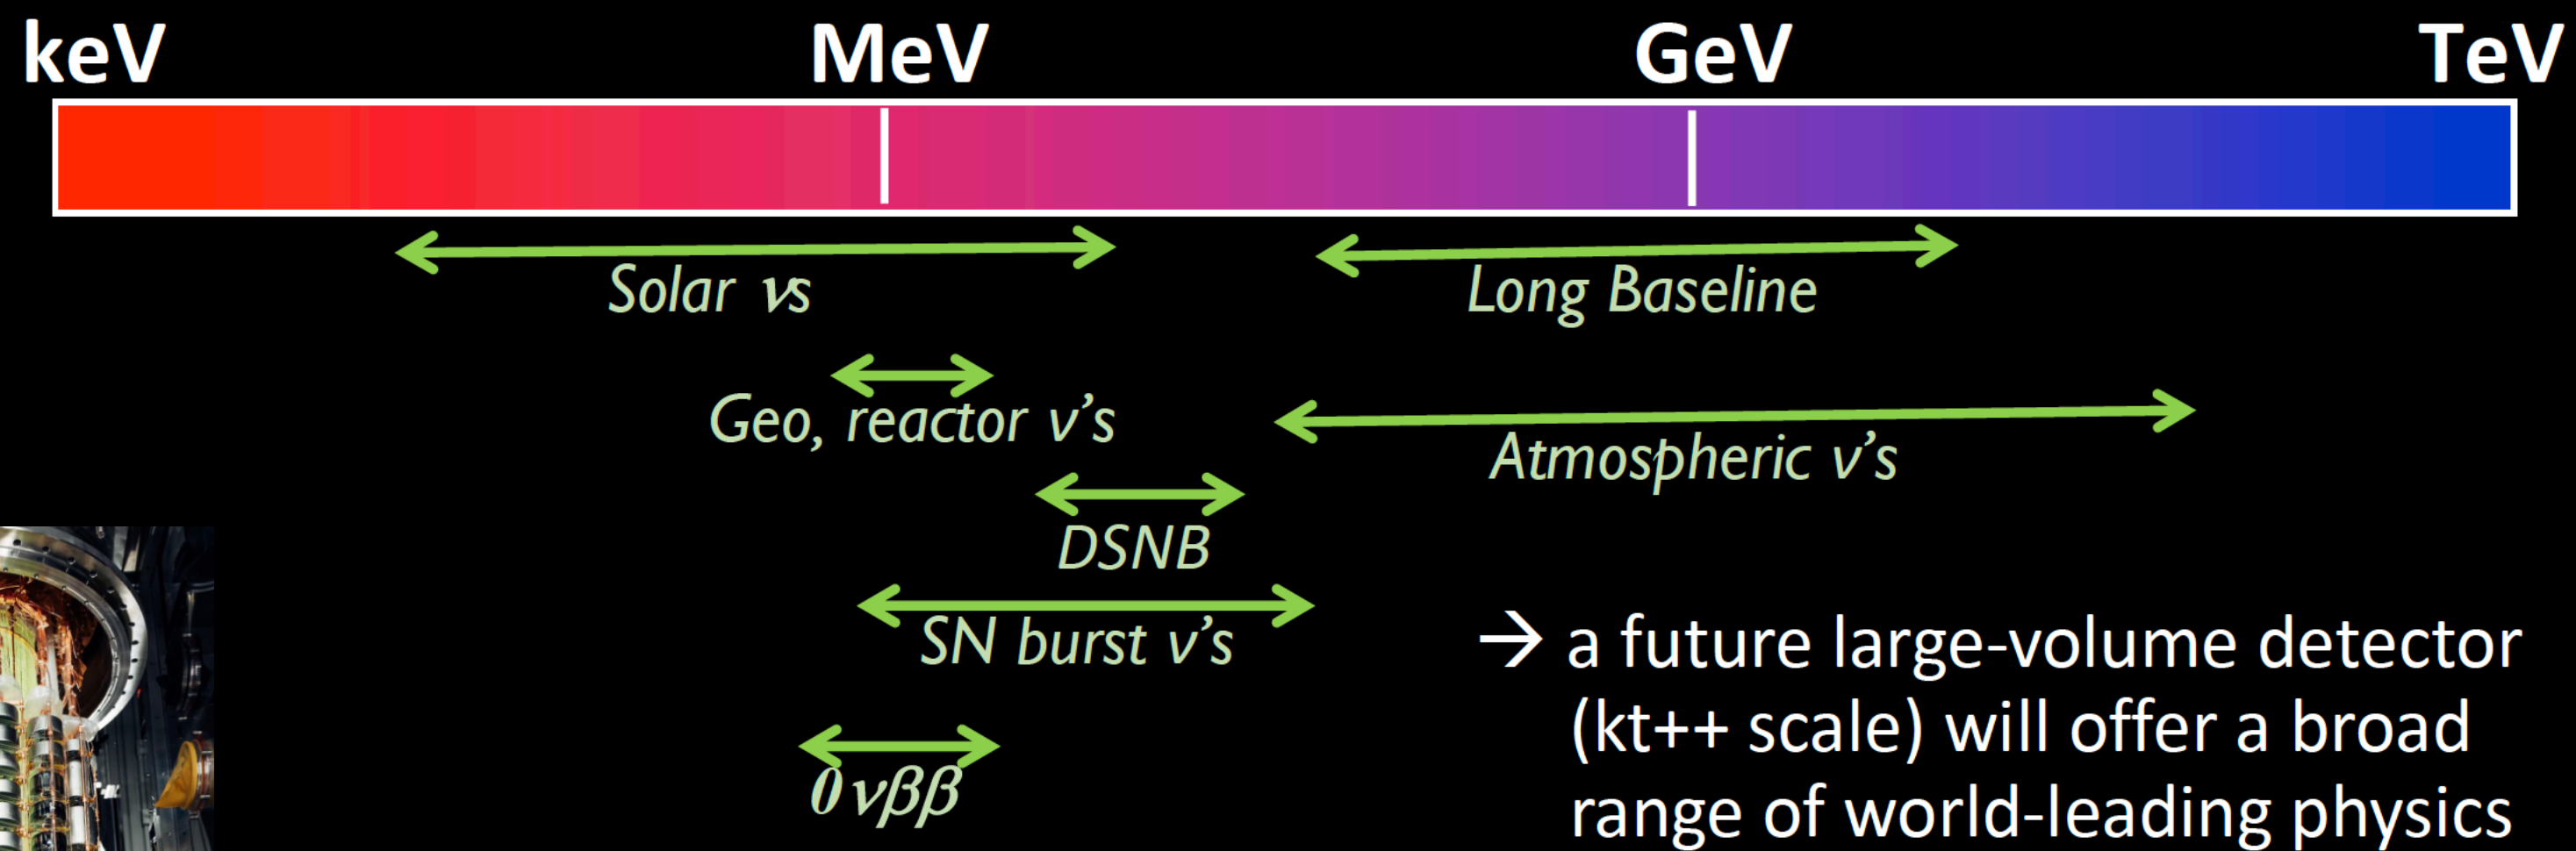 keV MeV GeV TeV
Solar νs
Long Baseline
Geo, reactor ν's
Atmospheric ν's
DSNB
SN burst ν's
0νββ
→ a future large-volume detector
(kt++ scale) will offer a broad
range of world-leading physics